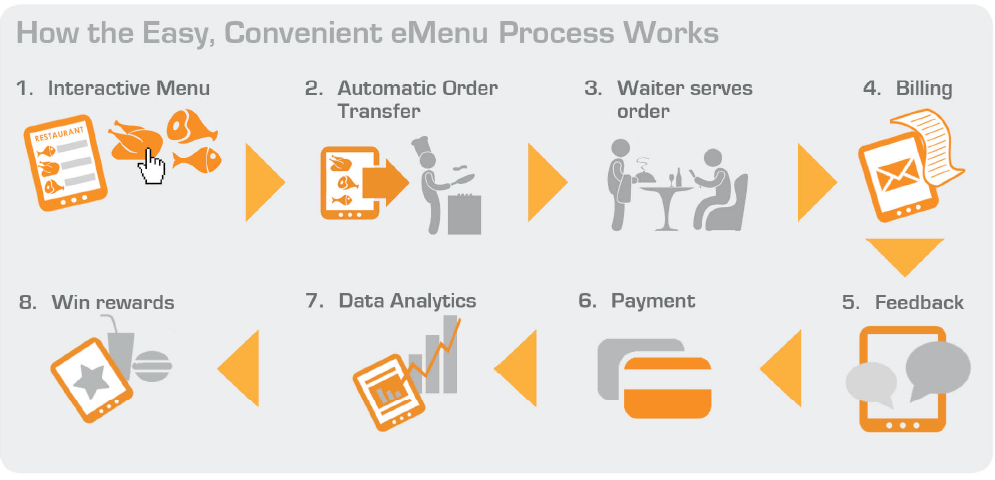 How the Easy, Convenient eMenu Process Works
1. Interactive Menu
2. Automatic Order
Transfer
3. Waiter serves
order
4. Billing
RESTAURANT
5. Feedback
6. Payment
7. Data Analytics
8. Win rewards